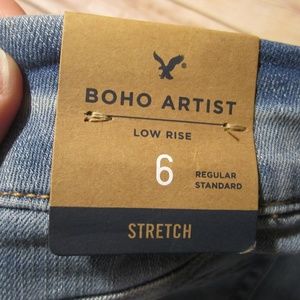 BOHO ARTIST
LOW RISE
6
REGULAR
STANDARD
STRETCH